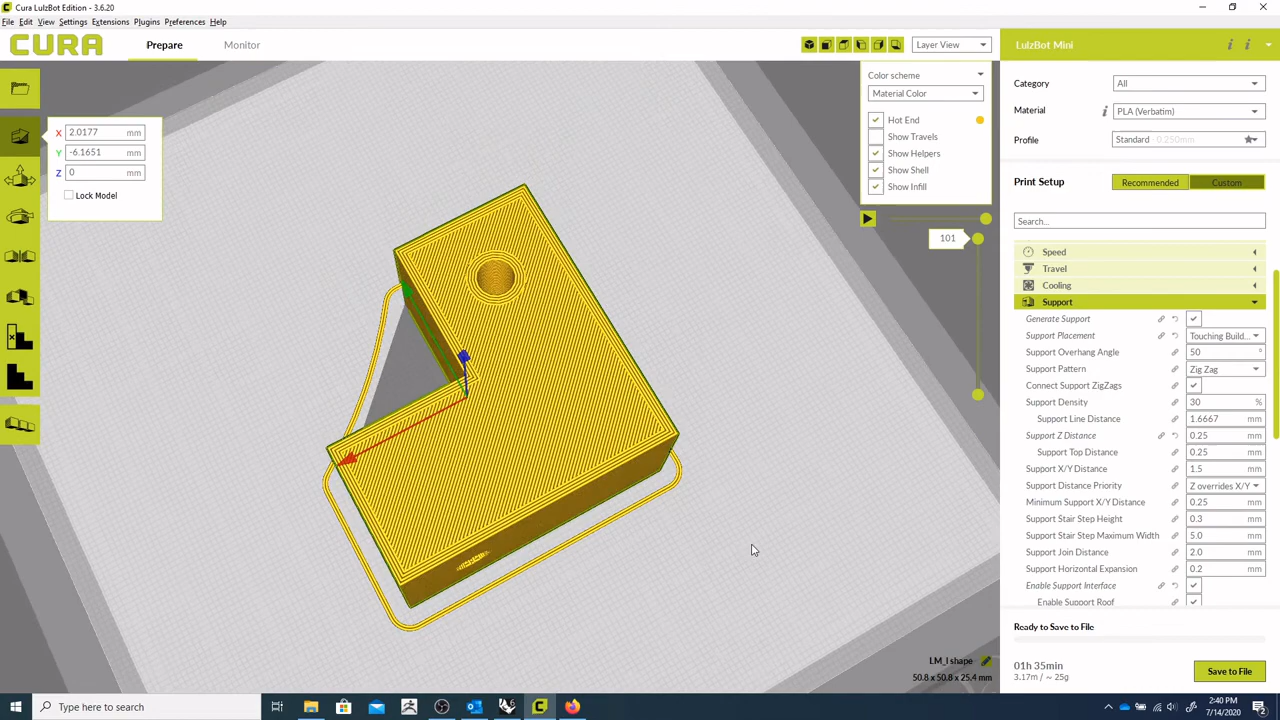 Cura LulzBot Edition - 3.6.20
File Edit View Settings Extensions Plugins Preferences Help
CURA
Prepare
Monitor
Layer View
LulzBot Mini
X 2.0177 mm
Y -6.1651 mm
Z 0 mm
Lock Model
Color scheme
Material Color
Hot End
Show Travels
Show Helpers
Show Shell
Show Infill
101
Category All
Material i PLA (Verbatim)
Profile Standard - 0.250mm
Print Setup Recommended Custom
Search...
Speed
Travel
Cooling
Support
Generate Support
Support Placement Touching Build...
Support Overhang Angle 50 °
Support Pattern Zig Zag
Connect Support ZigZags
Support Density 30 %
Support Line Distance 1.6667 mm
Support Z Distance 0.25 mm
Support Top Distance 0.25 mm
Support X/Y Distance 1.5 mm
Support Distance Priority Z overrides X/Y
Minimum Support X/Y Distance 0.25 mm
Support Stair Step Height 0.3 mm
Support Stair Step Maximum Width 5.0 mm
Support Join Distance 2.0 mm
Support Horizontal Expansion 0.2 mm
Enable Support Interface
Enable Support Roof
Ready to Save to File
LM_l shape
50.8 x 50.8 x 25.4 mm
01h 35min
3.17m / ~ 25g
Save to File
Type here to search
2:40 PM
7/14/2020